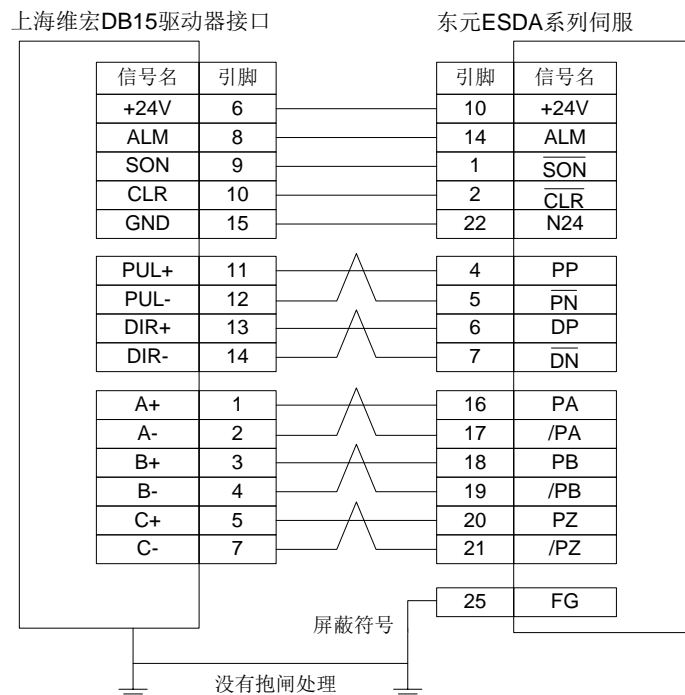 上海维宏DB15驱动器接口 东元ESDA系列伺服
信号名 引脚 引脚 信号名
+24V 6 10 +24V
ALM 8 14 ALM
SON 9 1 SON
CLR 10 2 CLR
GND 15 22 N24
PUL+ 11 4 PP
PUL- 12 5 PN
DIR+ 13 6 DP
DIR- 14 7 DN
A+ 1 16 PA
A- 2 17 /PA
B+ 3 18 PB
B- 4 19 /PB
C+ 5 20 PZ
C- 7 21 /PZ
25 FG
屏蔽符号
没有抱闸处理